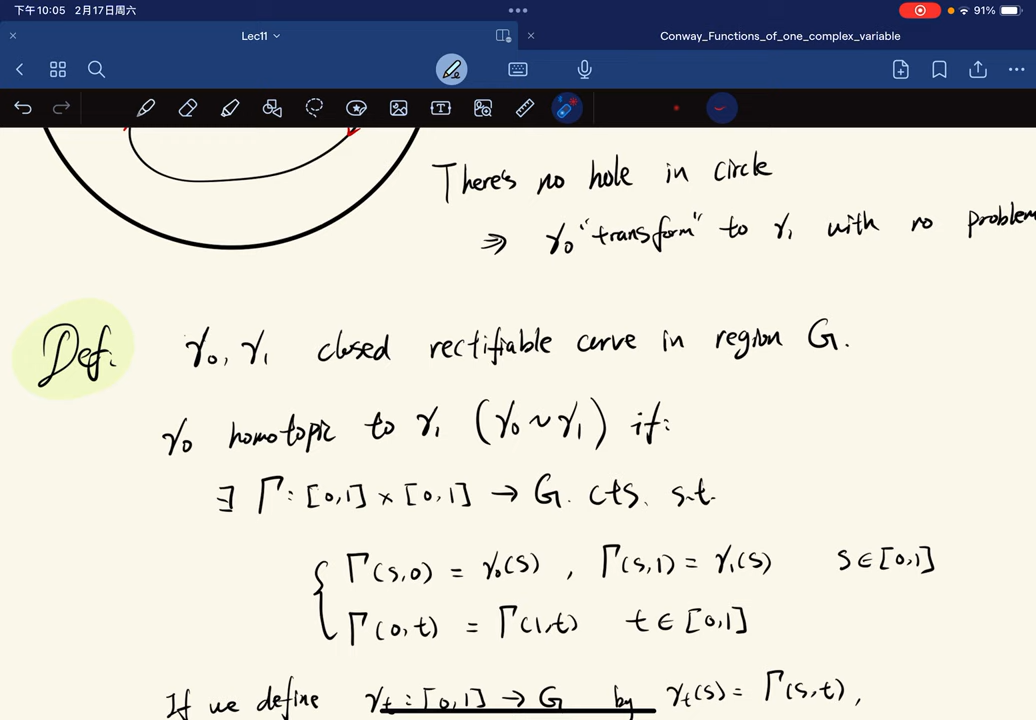 下午10:05 2月17日周六
91%
Lec11
Conway_Functions_of_one_complex_variable
There's no hole in circle
⇒ γ₀ "transform" to γ₁ with no problem
Def: γ₀, γ₁ closed rectifiable curve in region G.
γ₀ homotopic to γ₁ (γ₀ ~ γ₁) if:
∃ Γ: [0,1] × [0,1] → G. cts. s.t.
Γ(s,0) = γ₀(s), Γ(s,1) = γ₁(s) s ∈ [0,1]
Γ(0,t) = Γ(1,t) t ∈ [0,1]
If we define γₜ: [0,1] → G by γₜ(s) = Γ(s,t),